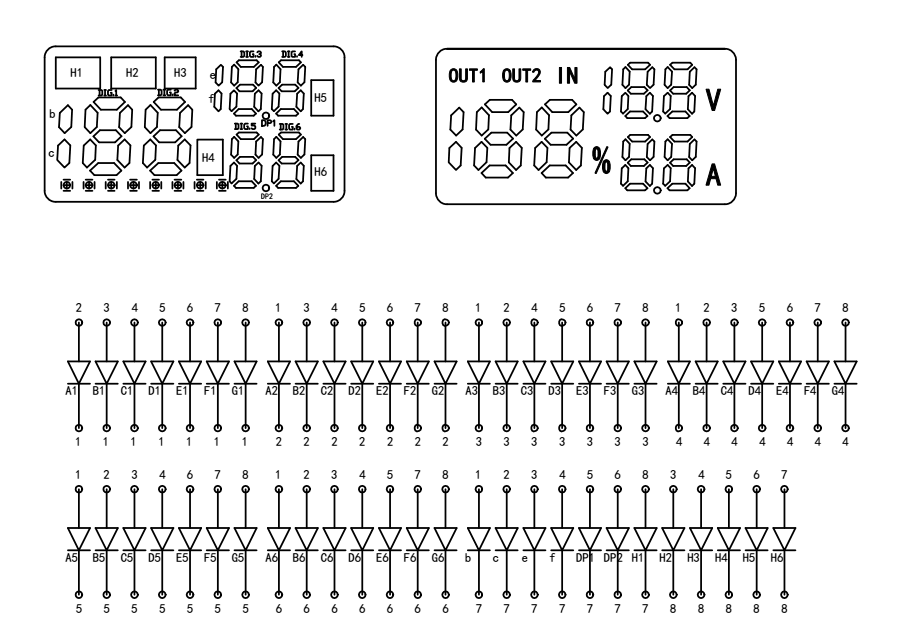 DIG.3 DIG.4
H1 H2 H3 e
DIG.1 DIG.2 f H5
b DP1
DIG.5 DIG.6
c H4 H6
DP2
OUT1 OUT2 IN
V
%
A
2 3 4 5 6 7 8 1 3 4 5 6 7 8 1 2 4 5 6 7 8 1 2 3 5 6 7 8
A1 B1 C1 D1 E1 F1 G1 A2 B2 C2 D2 E2 F2 G2 A3 B3 C3 D3 E3 F3 G3 A4 B4 C4 D4 E4 F4 G4
1 1 1 1 1 1 1 2 2 2 2 2 2 2 3 3 3 3 3 3 3 4 4 4 4 4 4 4
1 2 3 4 6 7 8 1 2 3 4 5 7 8 1 2 3 4 5 6 8 3 4 5 6 7
A5 B5 C5 D5 E5 F5 G5 A6 B6 C6 D6 E6 F6 G6 b c e f DP1 DP2 H1 H2 H3 H4 H5 H6
5 5 5 5 5 5 5 6 6 6 6 6 6 6 7 7 7 7 7 7 7 8 8 8 8 8